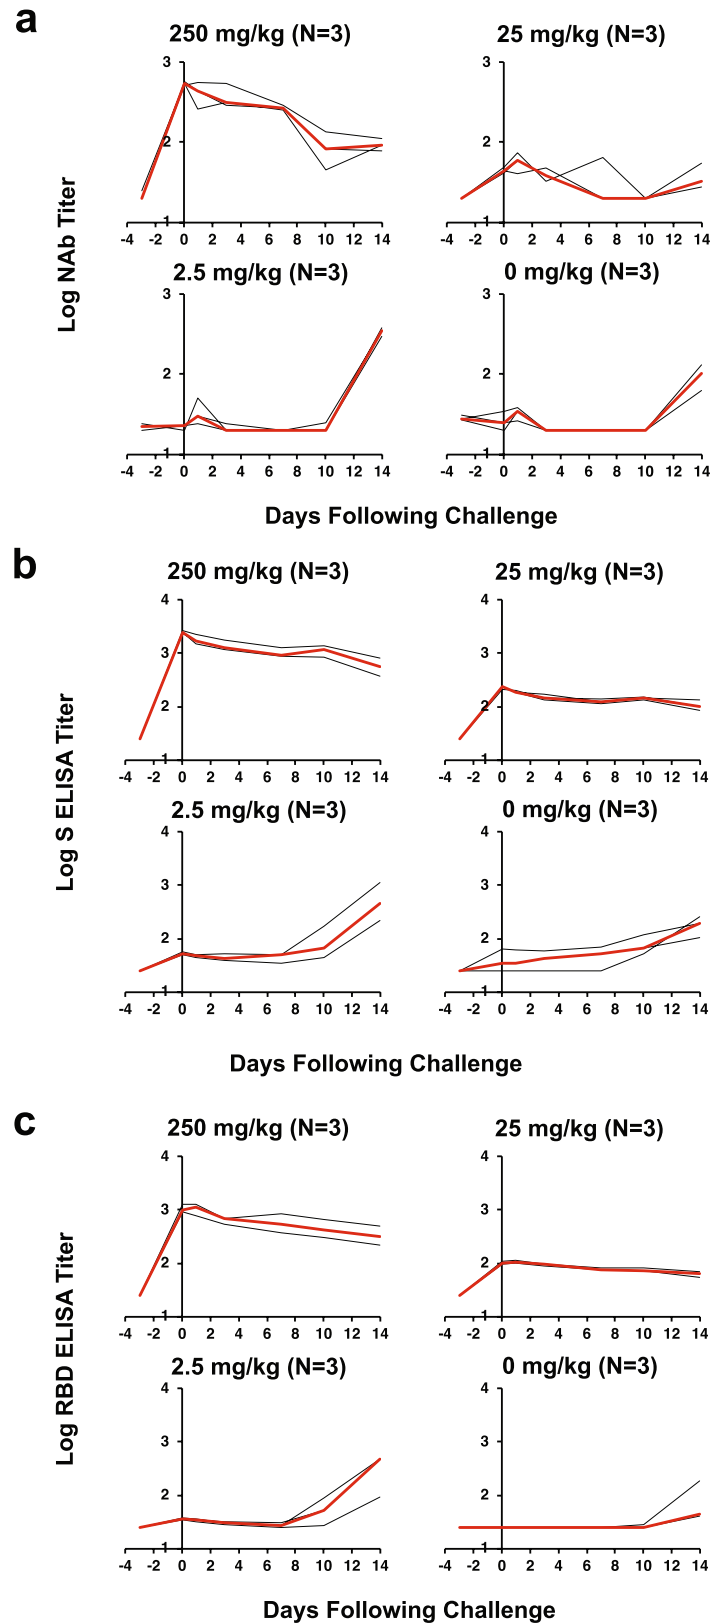 a
250 mg/kg (N=3) 25 mg/kg (N=3)
3 3
2 2
1 1
-4 -2 0 2 4 6 8 10 12 14 -4 -2 0 2 4 6 8 10 12 14
2.5 mg/kg (N=3) 0 mg/kg (N=3)
3 3
2 2
1 1
-4 -2 0 2 4 6 8 10 12 14 -4 -2 0 2 4 6 8 10 12 14
Log NAb Titer
Days Following Challenge
b
250 mg/kg (N=3) 25 mg/kg (N=3)
4 4
3 3
2 2
1 1
-4 -2 0 2 4 6 8 10 12 14 -4 -2 0 2 4 6 8 10 12 14
2.5 mg/kg (N=3) 0 mg/kg (N=3)
4 4
3 3
2 2
1 1
-4 -2 0 2 4 6 8 10 12 14 -4 -2 0 2 4 6 8 10 12 14
Log S ELISA Titer
Days Following Challenge
c
250 mg/kg (N=3) 25 mg/kg (N=3)
4 4
3 3
2 2
1 1
-4 -2 0 2 4 6 8 10 12 14 -4 -2 0 2 4 6 8 10 12 14
2.5 mg/kg (N=3) 0 mg/kg (N=3)
4 4
3 3
2 2
1 1
-4 -2 0 2 4 6 8 10 12 14 -4 -2 0 2 4 6 8 10 12 14
Log RBD ELISA Titer
Days Following Challenge